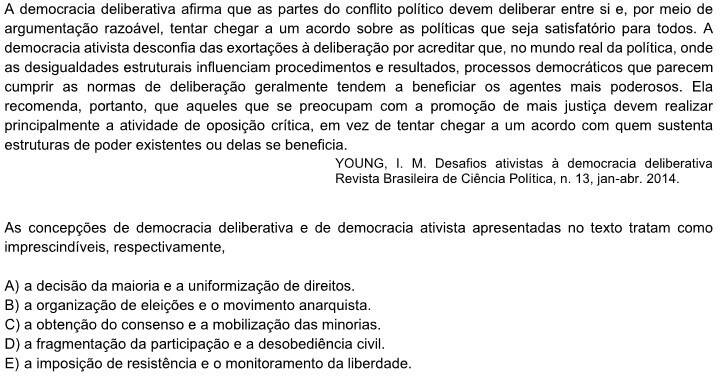 A democracia deliberativa afirma que as partes do conflito político devem deliberar entre si e, por meio de
argumentação razoável, tentar chegar a um acordo sobre as políticas que seja satisfatório para todos. A
democracia ativista desconfia das exortações à deliberação por acreditar que, no mundo real da política, onde
as desigualdades estruturais influenciam procedimentos e resultados, processos democráticos que parecem
cumprir as normas de deliberação geralmente tendem a beneficiar os agentes mais poderosos. Ela
recomenda, portanto, que aqueles que se preocupam com a promoção de mais justiça devem realizar
principalmente a atividade de oposição crítica, em vez de tentar chegar a um acordo com quem sustenta
estruturas de poder existentes ou delas se beneficia.
YOUNG, I. M. Desafios ativistas à democracia deliberativa
Revista Brasileira de Ciência Política, n. 13, jan-abr. 2014.
As concepções de democracia deliberativa e de democracia ativista apresentadas no texto tratam como
imprescindíveis, respectivamente,
A) a decisão da maioria e a uniformização de direitos.
B) a organização de eleições e o movimento anarquista.
C) a obtenção do consenso e a mobilização das minorias.
D) a fragmentação da participação e a desobediência civil.
E) a imposição de resistência e o monitoramento da liberdade.